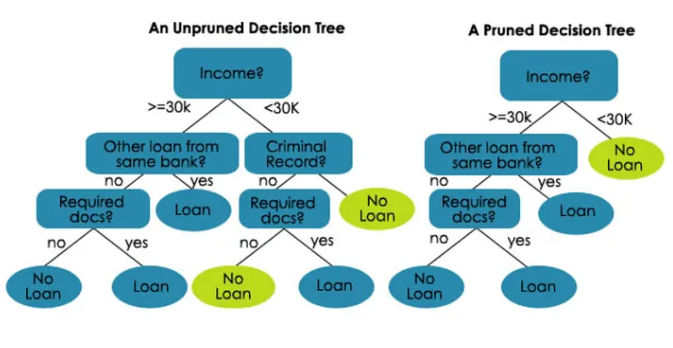 An Unpruned Decision Tree
Income?
>=30k
<30K
Other loan from
same bank?
Criminal
Record?
no
yes
no
Required
docs?
Loan
Required
docs?
No
Loan
no
yes
no
yes
No
Loan
Loan
No
Loan
Loan
A Pruned Decision Tree
Income?
>=30k
<30K
Other loan from
same bank?
No
Loan
no
yes
Required
docs?
Loan
no
yes
No
Loan
Loan